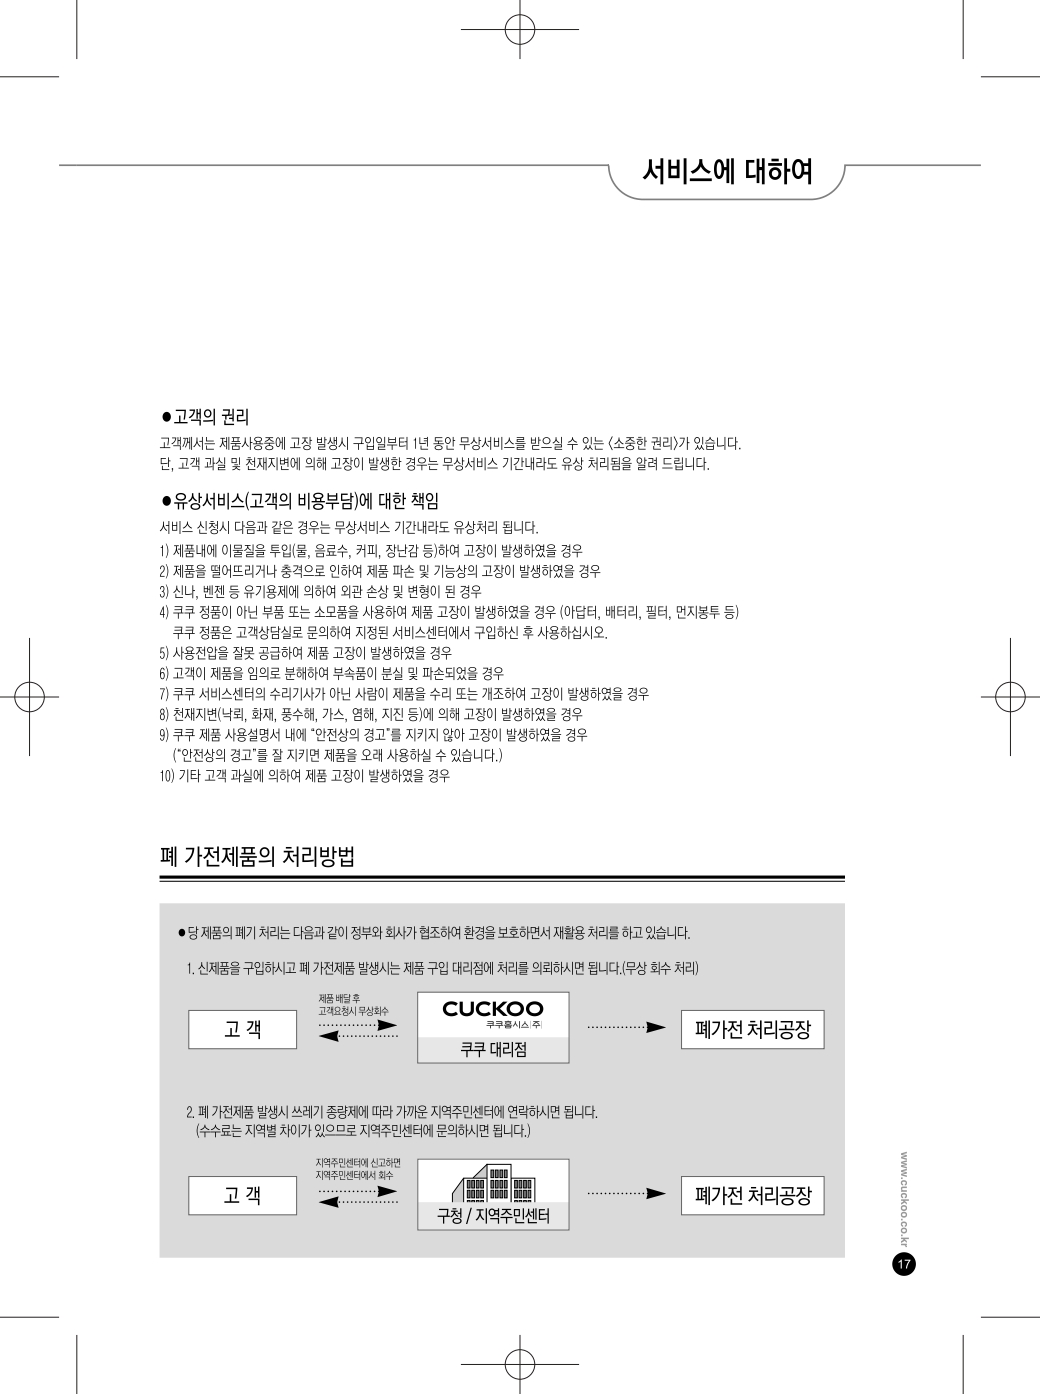 서비스에 대하여
●고객의 권리
고객께서는 제품사용중에 고장 발생시 구입일부터 1년 동안 무상서비스를 받으실 수 있는 <소중한 권리>가 있습니다.
단, 고객 과실 및 천재지변에 의해 고장이 발생한 경우는 무상서비스 기간내라도 유상 처리됨을 알려 드립니다.
●유상서비스(고객의 비용부담)에 대한 책임
서비스 신청시 다음과 같은 경우는 무상서비스 기간내라도 유상처리 됩니다.
1) 제품내에 이물질을 투입(물, 음료수, 커피, 장난감 등)하여 고장이 발생하였을 경우
2) 제품을 떨어뜨리거나 충격으로 인하여 제품 파손 및 기능상의 고장이 발생하였을 경우
3) 신나, 벤젠 등 유기용제에 의하여 외관 손상 및 변형이 된 경우
4) 쿠쿠 정품이 아닌 부품 또는 소모품을 사용하여 제품 고장이 발생하였을 경우 (아답터, 배터리, 필터, 먼지봉투 등)
쿠쿠 정품은 고객상담실로 문의하여 지정된 서비스센터에서 구입하신 후 사용하십시오.
5) 사용전압을 잘못 공급하여 제품 고장이 발생하였을 경우
6) 고객이 제품을 임의로 분해하여 부속품이 분실 및 파손되었을 경우
7) 쿠쿠 서비스센터의 수리기사가 아닌 사람이 제품을 수리 또는 개조하여 고장이 발생하였을 경우
8) 천재지변(낙뢰, 화재, 풍수해, 가스, 염해, 지진 등)에 의해 고장이 발생하였을 경우
9) 쿠쿠 제품 사용설명서 내에 “안전상의 경고”를 지키지 않아 고장이 발생하였을 경우
(“안전상의 경고”를 잘 지키면 제품을 오래 사용하실 수 있습니다.)
10) 기타 고객 과실에 의하여 제품 고장이 발생하였을 경우
폐 가전제품의 처리방법
●당 제품의 폐기 처리는 다음과 같이 정부와 회사가 협조하여 환경을 보호하면서 재활용 처리를 하고 있습니다.
1. 신제품을 구입하시고 폐 가전제품 발생시는 제품 구입 대리점에 처리를 의뢰하시면 됩니다.(무상 회수 처리)
제품 배달 후
고객요청시 무상회수
고 객
CUCKOO
쿠쿠홈시스(주)
쿠쿠 대리점
폐가전 처리공장
2. 폐 가전제품 발생시 쓰레기 종량제에 따라 가까운 지역주민센터에 연락하시면 됩니다.
(수수료는 지역별 차이가 있으므로 지역주민센터에 문의하시면 됩니다.)
지역주민센터에 신고하면
지역주민센터에서 회수
고 객
구청 / 지역주민센터
폐가전 처리공장
www.cuckoo.co.kr
17